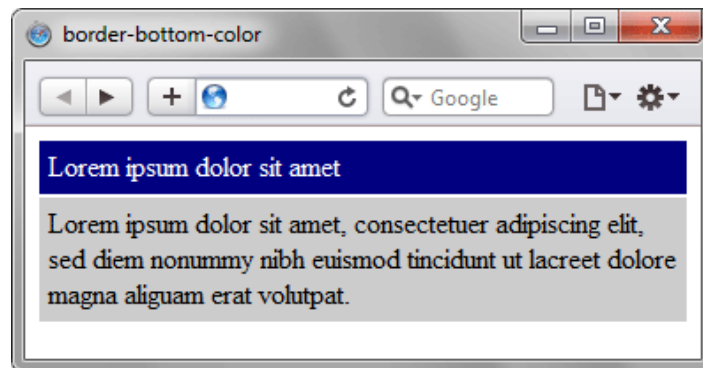 border-bottom-color
Google
Lorem ipsum dolor sit amet
Lorem ipsum dolor sit amet, consectetuer adipiscing elit,
sed diem nonummy nibh euismod tincidunt ut lacreet dolore
magna aliguam erat volutpat.